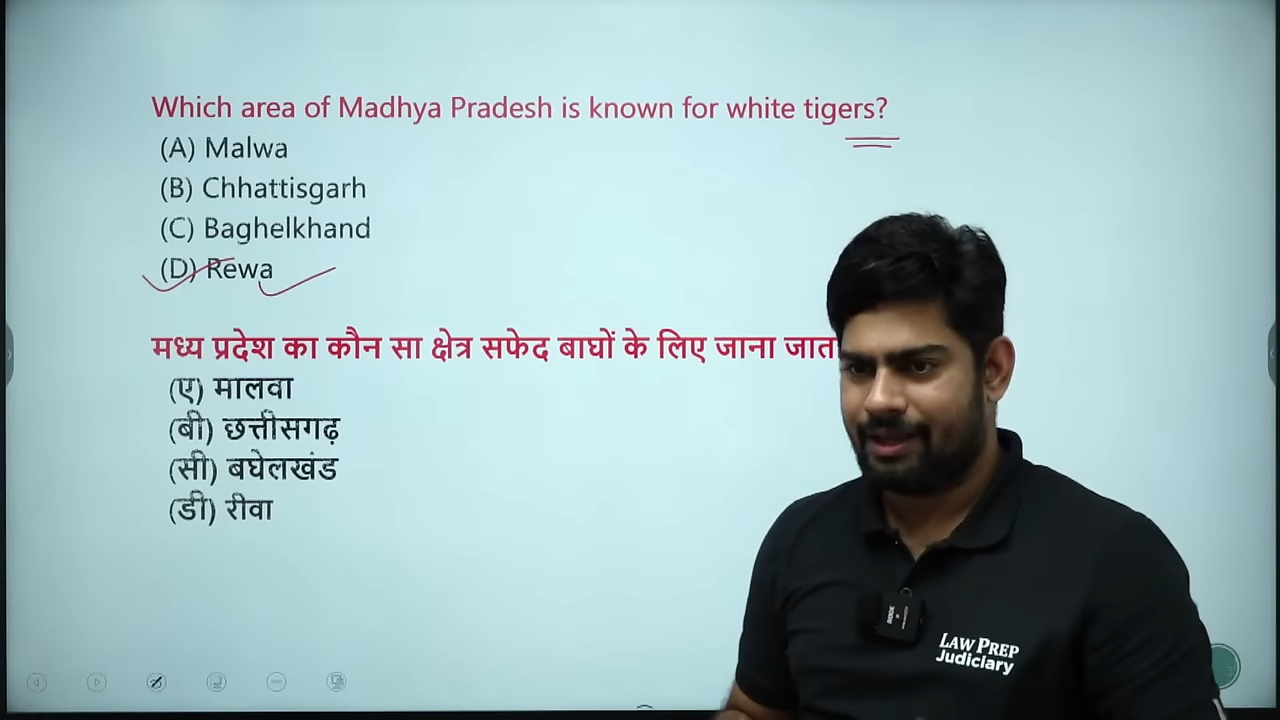 Which area of Madhya Pradesh is known for white tigers?
(A) Malwa
(B) Chhattisgarh
(C) Baghelkhand
(D) Rewa
मध्य प्रदेश का कौन सा क्षेत्र सफेद बाघों के लिए जाना जात
(ए) मालवा
(बी) छत्तीसगढ़
(सी) बघेलखंड
(डी) रीवा
LAW PREP
Judiciary